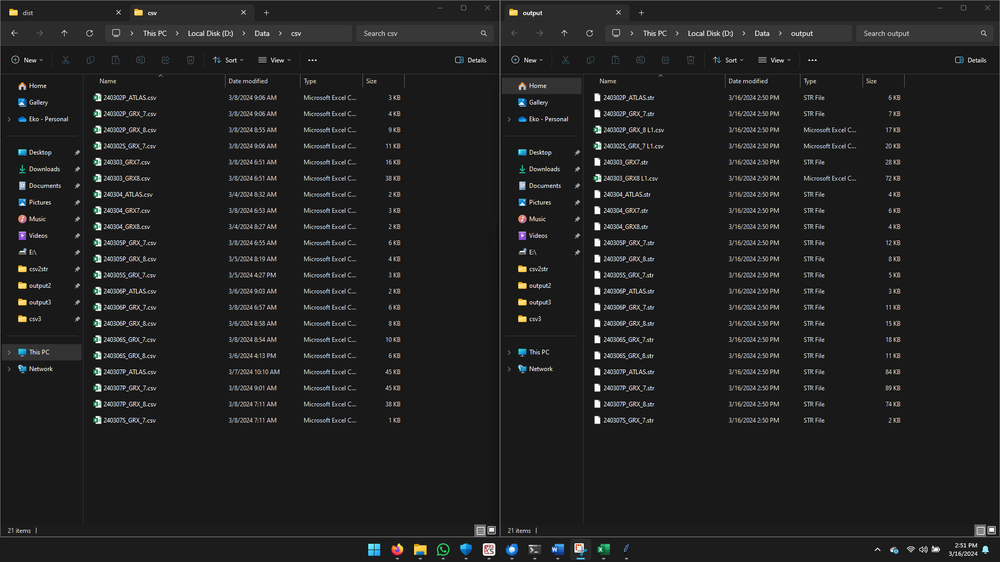 dist
csv
This PC
Local Disk (D:)
Data
csv
Search csv
New
Sort
View
Details
Name Date modified Type Size
Home
Gallery
Eko - Personal
Desktop
Downloads
Documents
Pictures
Music
Videos
E:\
csv2str
output2
output3
csv3
This PC
Network
240302P_ATLAS.csv 3/8/2024 9:06 AM Microsoft Excel C... 3 KB
240302P_GRX_7.csv 3/8/2024 9:06 AM Microsoft Excel C... 4 KB
240302P_GRX_8.csv 3/8/2024 8:55 AM Microsoft Excel C... 9 KB
240302S_GRX_7.csv 3/8/2024 9:06 AM Microsoft Excel C... 11 KB
240303_GRX7.csv 3/8/2024 6:51 AM Microsoft Excel C... 16 KB
240303_GRX8.csv 3/8/2024 6:51 AM Microsoft Excel C... 38 KB
240304_ATLAS.csv 3/4/2024 8:32 AM Microsoft Excel C... 2 KB
240304_GRX7.csv 3/8/2024 6:53 AM Microsoft Excel C... 3 KB
240304_GRX8.csv 3/4/2024 8:27 AM Microsoft Excel C... 2 KB
240305P_GRX_7.csv 3/8/2024 6:55 AM Microsoft Excel C... 6 KB
240305P_GRX_8.csv 3/5/2024 8:19 AM Microsoft Excel C... 4 KB
240305S_GRX_7.csv 3/5/2024 4:27 PM Microsoft Excel C... 3 KB
240306P_ATLAS.csv 3/6/2024 9:03 AM Microsoft Excel C... 2 KB
240306P_GRX_7.csv 3/8/2024 6:57 AM Microsoft Excel C... 6 KB
240306P_GRX_8.csv 3/6/2024 8:58 AM Microsoft Excel C... 8 KB
240306S_GRX_7.csv 3/8/2024 8:54 AM Microsoft Excel C... 10 KB
240306S_GRX_8.csv 3/6/2024 4:13 PM Microsoft Excel C... 6 KB
240307P_ATLAS.csv 3/7/2024 10:10 AM Microsoft Excel C... 45 KB
240307P_GRX_7.csv 3/8/2024 9:01 AM Microsoft Excel C... 45 KB
240307P_GRX_8.csv 3/8/2024 7:11 AM Microsoft Excel C... 38 KB
240307S_GRX_7.csv 3/8/2024 7:11 AM Microsoft Excel C... 1 KB
21 items
output
This PC
Local Disk (D:)
Data
output
Search output
New
Sort
View
Details
Name Date modified Type Size
Home
Gallery
Eko - Personal
Desktop
Downloads
Documents
Pictures
Music
Videos
E:\
csv2str
output2
output3
csv3
This PC
Network
240302P_ATLAS.str 3/16/2024 2:50 PM STR File 6 KB
240302P_GRX_7.str 3/16/2024 2:50 PM STR File 7 KB
240302P_GRX_8 L1.csv 3/16/2024 2:50 PM Microsoft Excel C... 17 KB
240302S_GRX_7 L1.csv 3/16/2024 2:50 PM Microsoft Excel C... 20 KB
240303_GRX7.str 3/16/2024 2:50 PM STR File 28 KB
240303_GRX8 L1.csv 3/16/2024 2:50 PM Microsoft Excel C... 72 KB
240304_ATLAS.str 3/16/2024 2:50 PM STR File 4 KB
240304_GRX7.str 3/16/2024 2:50 PM STR File 6 KB
240304_GRX8.str 3/16/2024 2:50 PM STR File 4 KB
240305P_GRX_7.str 3/16/2024 2:50 PM STR File 12 KB
240305P_GRX_8.str 3/16/2024 2:50 PM STR File 8 KB
240305S_GRX_7.str 3/16/2024 2:50 PM STR File 5 KB
240306P_ATLAS.str 3/16/2024 2:50 PM STR File 3 KB
240306P_GRX_7.str 3/16/2024 2:50 PM STR File 11 KB
240306P_GRX_8.str 3/16/2024 2:50 PM STR File 15 KB
240306S_GRX_7.str 3/16/2024 2:50 PM STR File 18 KB
240306S_GRX_8.str 3/16/2024 2:50 PM STR File 11 KB
240307P_ATLAS.str 3/16/2024 2:50 PM STR File 84 KB
240307P_GRX_7.str 3/16/2024 2:50 PM STR File 89 KB
240307P_GRX_8.str 3/16/2024 2:50 PM STR File 74 KB
240307S_GRX_7.str 3/16/2024 2:50 PM STR File 2 KB
21 items
2:51 PM
3/16/2024